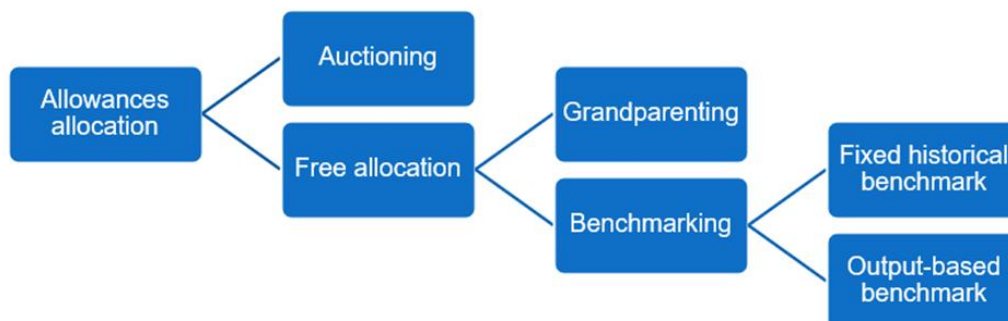 Allowances
allocation
Auctioning
Free allocation
Grandparenting
Benchmarking
Fixed historical
benchmark
Output-based
benchmark